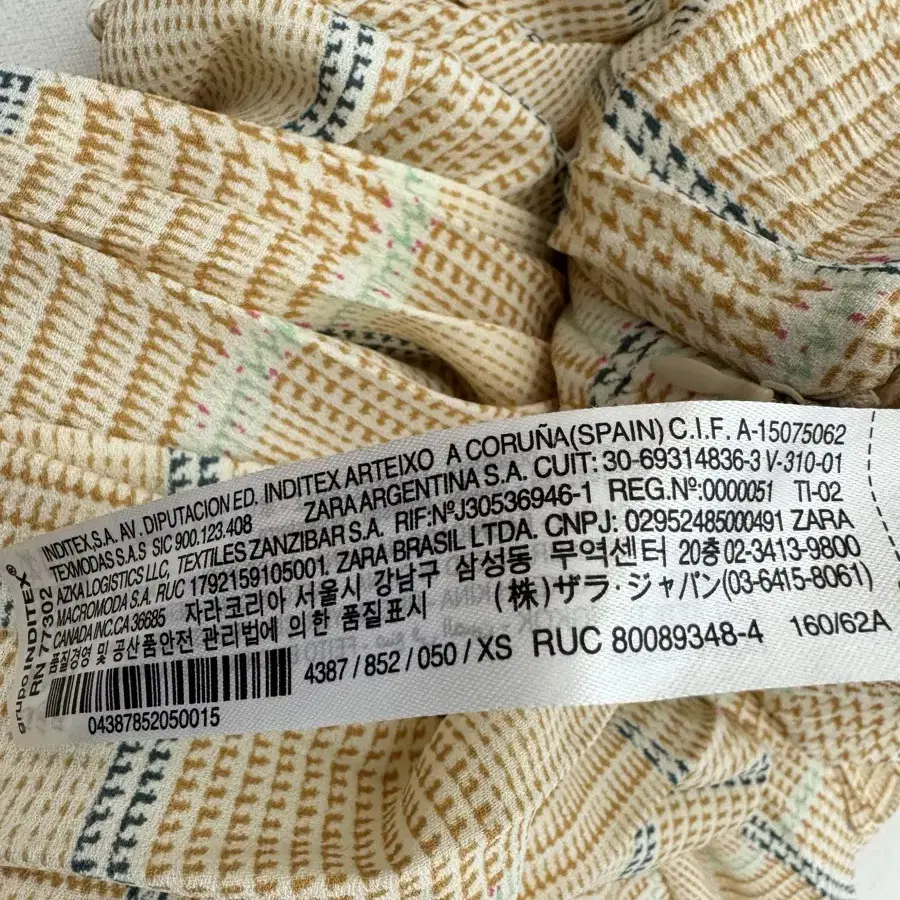 grupo INDITEX®
RN 77302
INDITEX,S.A. AV. DIPUTACION ED. INDITEX ARTEIXO A CORUÑA(SPAIN) C.I.F. A-15075062
TEXMODAS S.A.S SIC 900.123.408 ZARA ARGENTINA S.A. CUIT: 30-69314836-3 V-310-01
AZKA LOGISTICS LLC, TEXTILES ZANZIBAR S.A. RIF:NºJ30536946-1 REG.Nº:0000051 TI-02
MACROMODA S.A. RUC 1792159105001. ZARA BRASIL LTDA. CNPJ: 02952485000491 ZARA
CANADA INC.CA 36685 자라코리아 서울시 강남구 삼성동 무역센터 20층 02-3413-9800
품질경영 및 공산품안전 관리법에 의한 품질표시 (株)ザラ・ジャパン(03-6415-8061)
4387 / 852 / 050 / XS RUC 80089348-4 160/62A
04387852050015